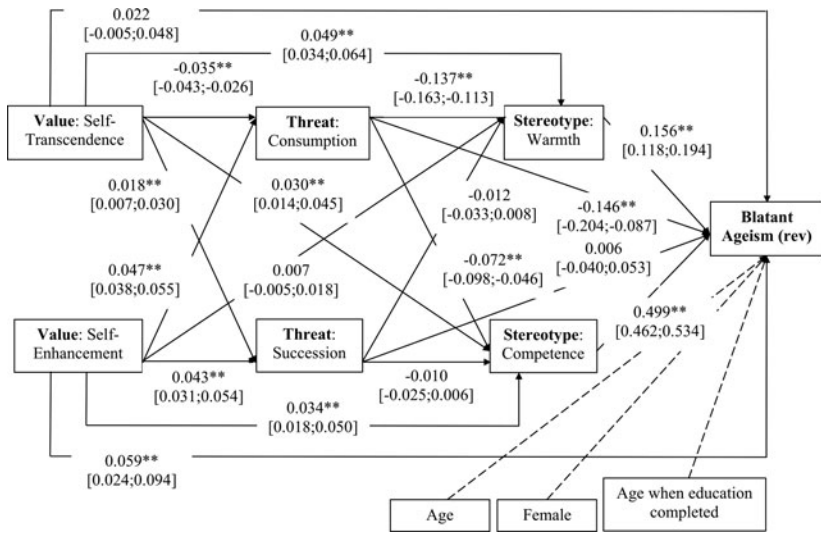 0.022
[-0.005;0.048]
0.049**
[0.034;0.064]
-0.035**
[-0.043;-0.026]
-0.137**
[-0.163;-0.113]
Value: Self-
Transcendence
Threat:
Consumption
Stereotype:
Warmth
0.156**
[0.118;0.194]
0.018**
[0.007;0.030]
0.030**
[0.014;0.045]
-0.012
[-0.033;0.008]
-0.146**
[-0.204;-0.087]
Blatant
Ageism (rev)
0.047**
[0.038;0.055]
0.007
[-0.005;0.018]
-0.072**
[-0.098;-0.046]
0.006
[-0.040;0.053]
Value: Self-
Enhancement
Threat:
Succession
Stereotype:
Competence
0.499**
[0.462;0.534]
0.043**
[0.031;0.054]
-0.010
[-0.025;0.006]
0.034**
[0.018;0.050]
0.059**
[0.024;0.094]
Age
Female
Age when education
completed